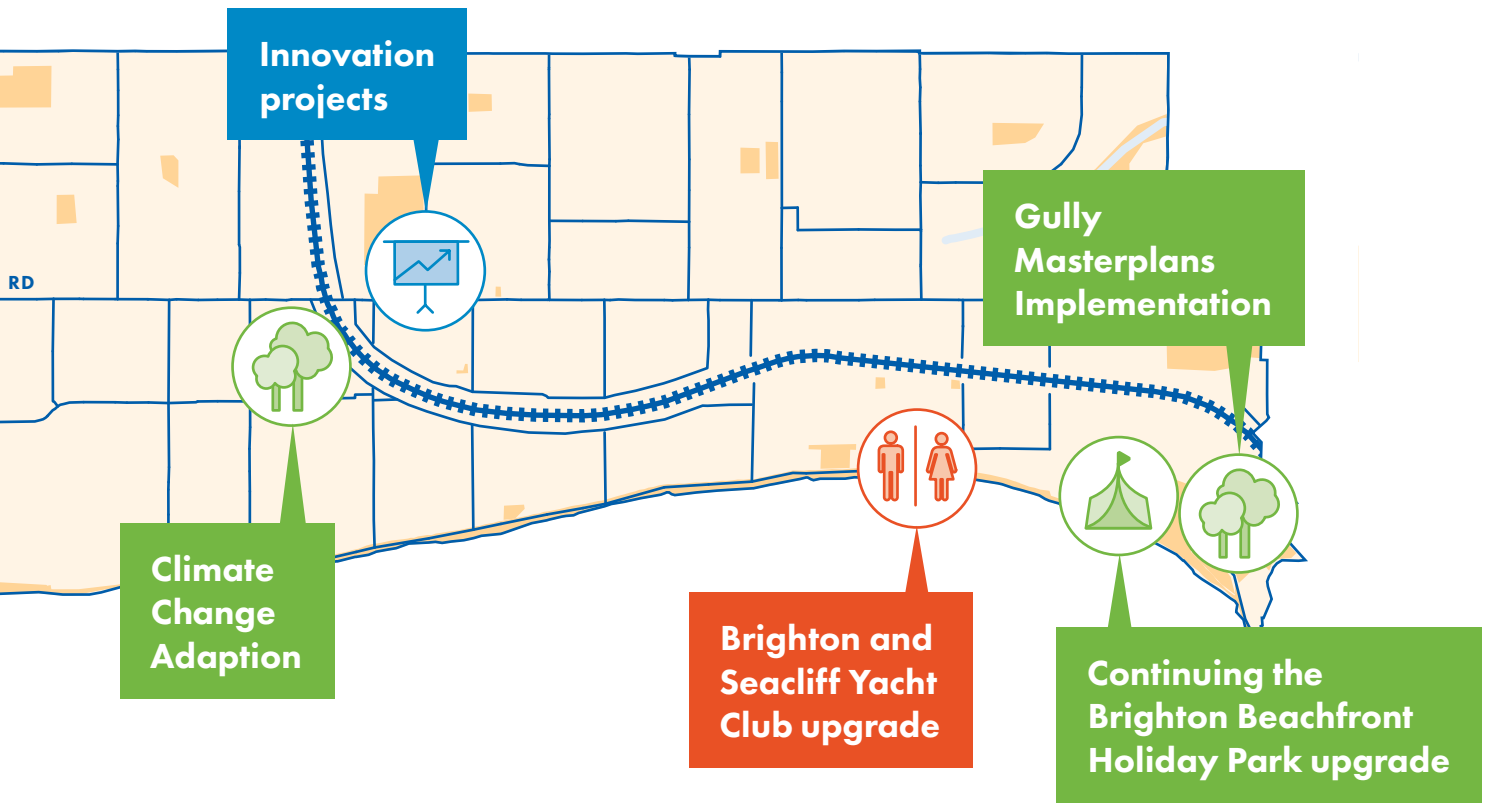 Innovation
projects
Gully
Masterplans
Implementation
RD
Climate
Change
Adaption
Brighton and
Seacliff Yacht
Club upgrade
Continuing the
Brighton Beachfront
Holiday Park upgrade